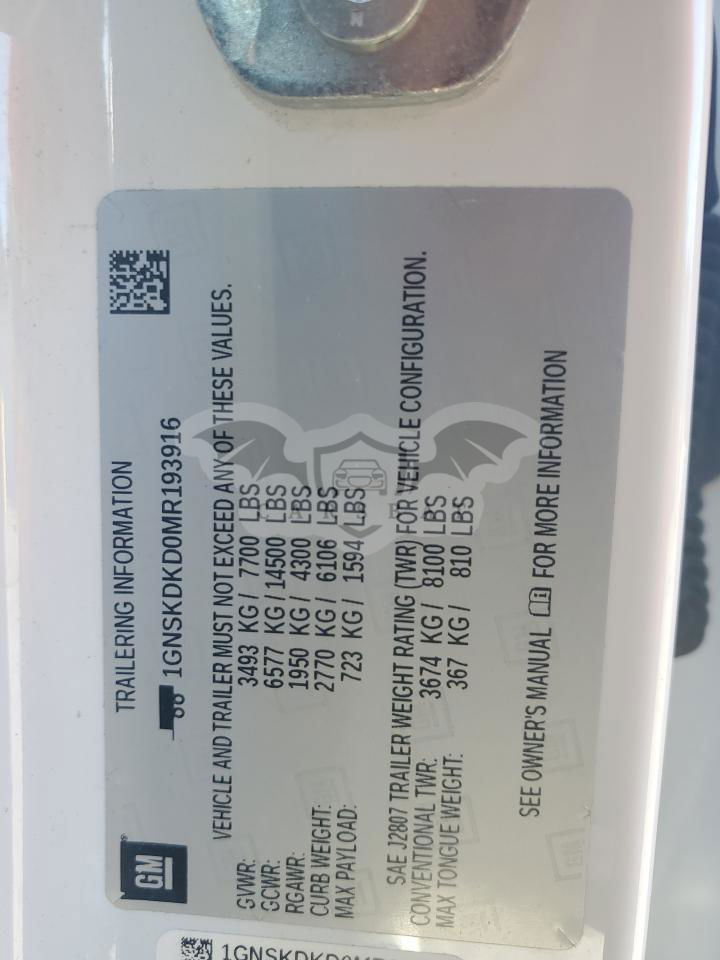 TRAILERING INFORMATION
1GNSKDKD0MR193916
VEHICLE AND TRAILER MUST NOT EXCEED ANY OF THESE VALUES.
GVWR: 3493 KG / 7700 LBS
GCWR: 6577 KG / 14500 LBS
RGAWR: 1950 KG / 4300 LBS
CURB WEIGHT: 2770 KG / 6106 LBS
MAX PAYLOAD: 723 KG / 1594 LBS
SAE J2807 TRAILER WEIGHT RATING (TWR) FOR VEHICLE CONFIGURATION.
CONVENTIONAL TWR: 3674 KG / 8100 LBS
MAX TONGUE WEIGHT: 367 KG / 810 LBS
SEE OWNER'S MANUAL FOR MORE INFORMATION
GM